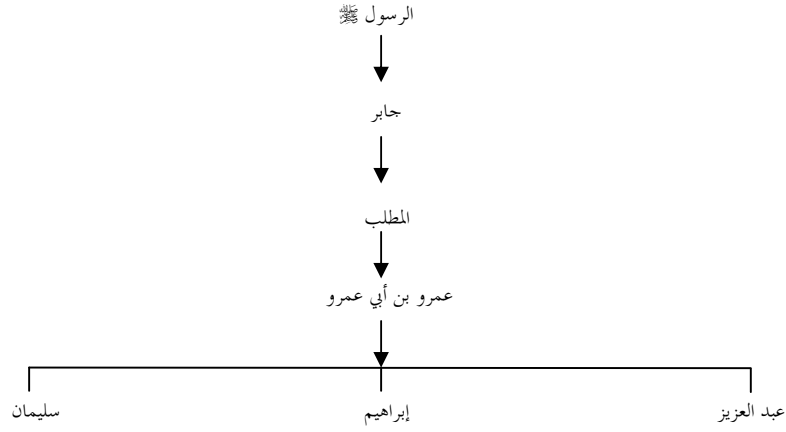 الرسول ﷺ
جابر
المطلب
عمرو بن أبي عمرو
عبد العزيز إبراهيم سليمان